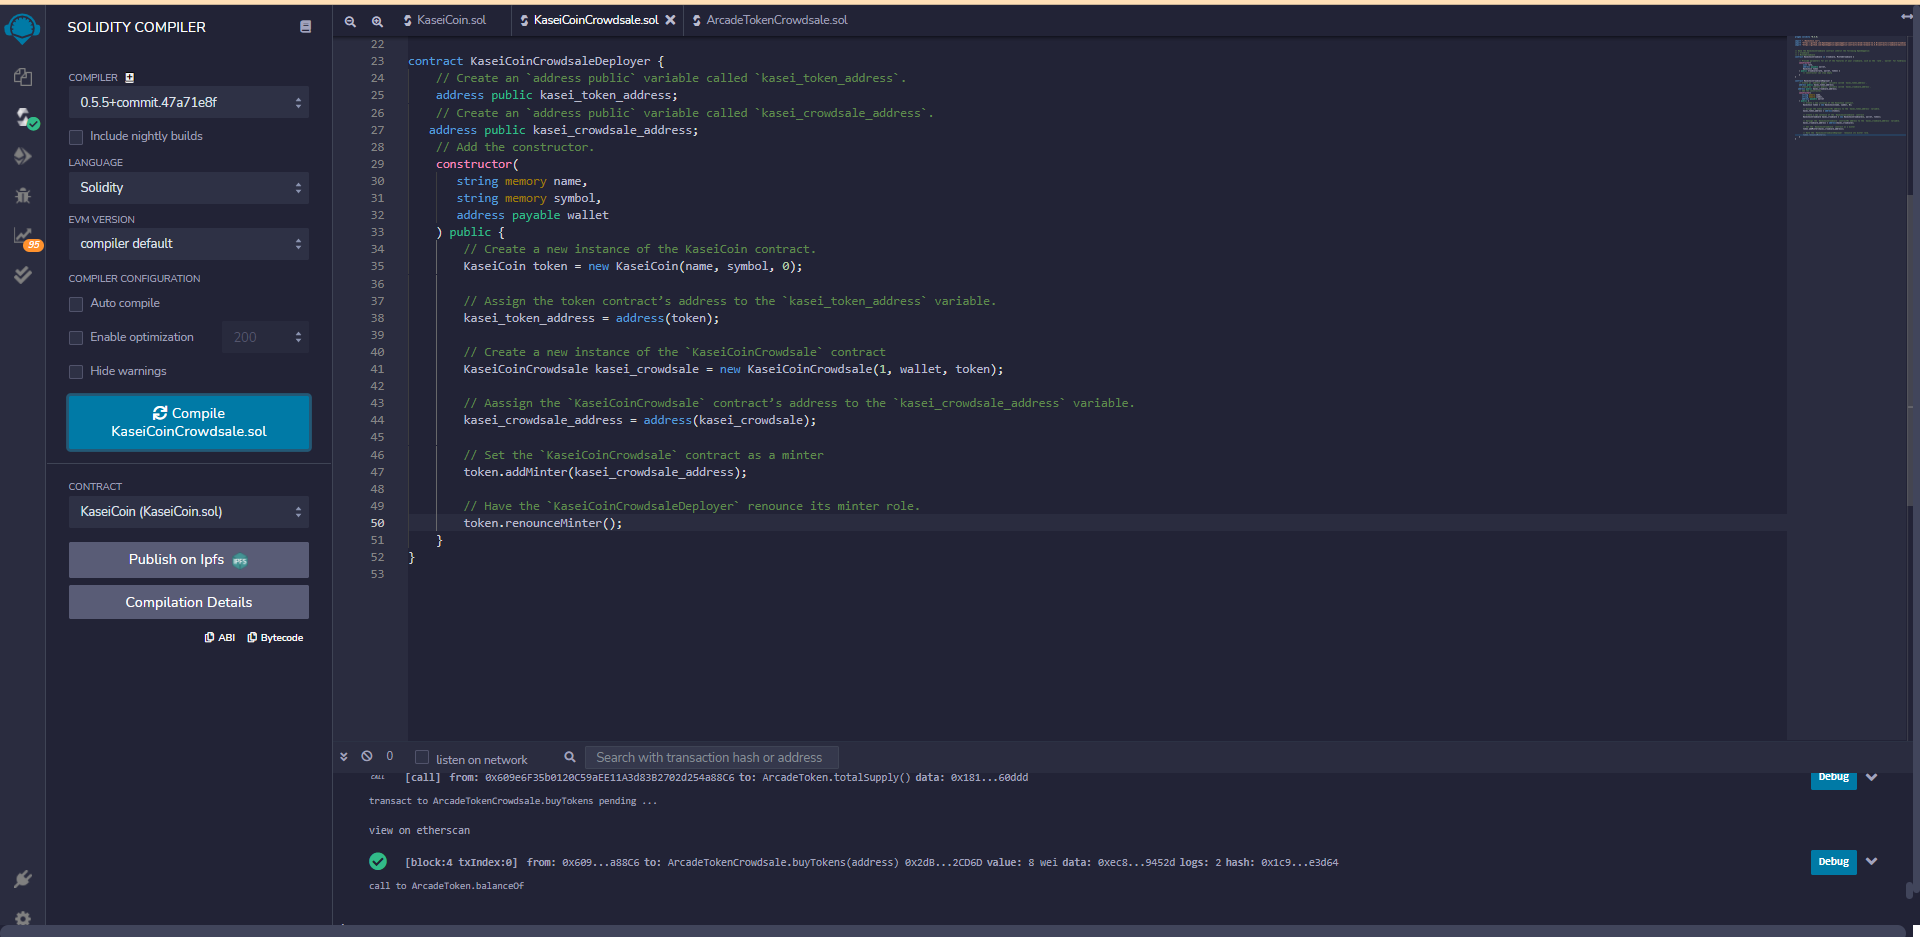 SOLIDITY COMPILER
COMPILER
0.5.5+commit.47a71e8f
Include nightly builds
LANGUAGE
Solidity
EVM VERSION
compiler default
COMPILER CONFIGURATION
Auto compile
Enable optimization
200
Hide warnings
Compile
KaseiCoinCrowdsale.sol
CONTRACT
KaseiCoin (KaseiCoin.sol)
Publish on Ipfs IPFS
Compilation Details
ABI Bytecode
95
KaseiCoin.sol KaseiCoinCrowdsale.sol ArcadeTokenCrowdsale.sol
22
23 contract KaseiCoinCrowdsaleDeployer {
24 // Create an `address public` variable called `kasei_token_address`.
25 address public kasei_token_address;
26 // Create an `address public` variable called `kasei_crowdsale_address`.
27 address public kasei_crowdsale_address;
28 // Add the constructor.
29 constructor(
30 string memory name,
31 string memory symbol,
32 address payable wallet
33 ) public {
34 // Create a new instance of the KaseiCoin contract.
35 KaseiCoin token = new KaseiCoin(name, symbol, 0);
36
37 // Assign the token contract’s address to the `kasei_token_address` variable.
38 kasei_token_address = address(token);
39
40 // Create a new instance of the `KaseiCoinCrowdsale` contract
41 KaseiCoinCrowdsale kasei_crowdsale = new KaseiCoinCrowdsale(1, wallet, token);
42
43 // Aassign the `KaseiCoinCrowdsale` contract’s address to the `kasei_crowdsale_address` variable.
44 kasei_crowdsale_address = address(kasei_crowdsale);
45
46 // Set the `KaseiCoinCrowdsale` contract as a minter
47 token.addMinter(kasei_crowdsale_address);
48
49 // Have the `KaseiCoinCrowdsaleDeployer` renounce its minter role.
50 token.renounceMinter();
51 }
52 }
53
0 listen on network Search with transaction hash or address
CALL [call] from: 0x609e6F35b0120C59aEE11A3d83B2702d254a88C6 to: ArcadeToken.totalSupply() data: 0x181...60ddd Debug
transact to ArcadeTokenCrowdsale.buyTokens pending ...
view on etherscan
[block:4 txIndex:0] from: 0x609...a88C6 to: ArcadeTokenCrowdsale.buyTokens(address) 0x2dB...2CD6D value: 8 wei data: 0xec8...9452d logs: 2 hash: 0x1c9...e3d64 Debug
call to ArcadeToken.balanceOf